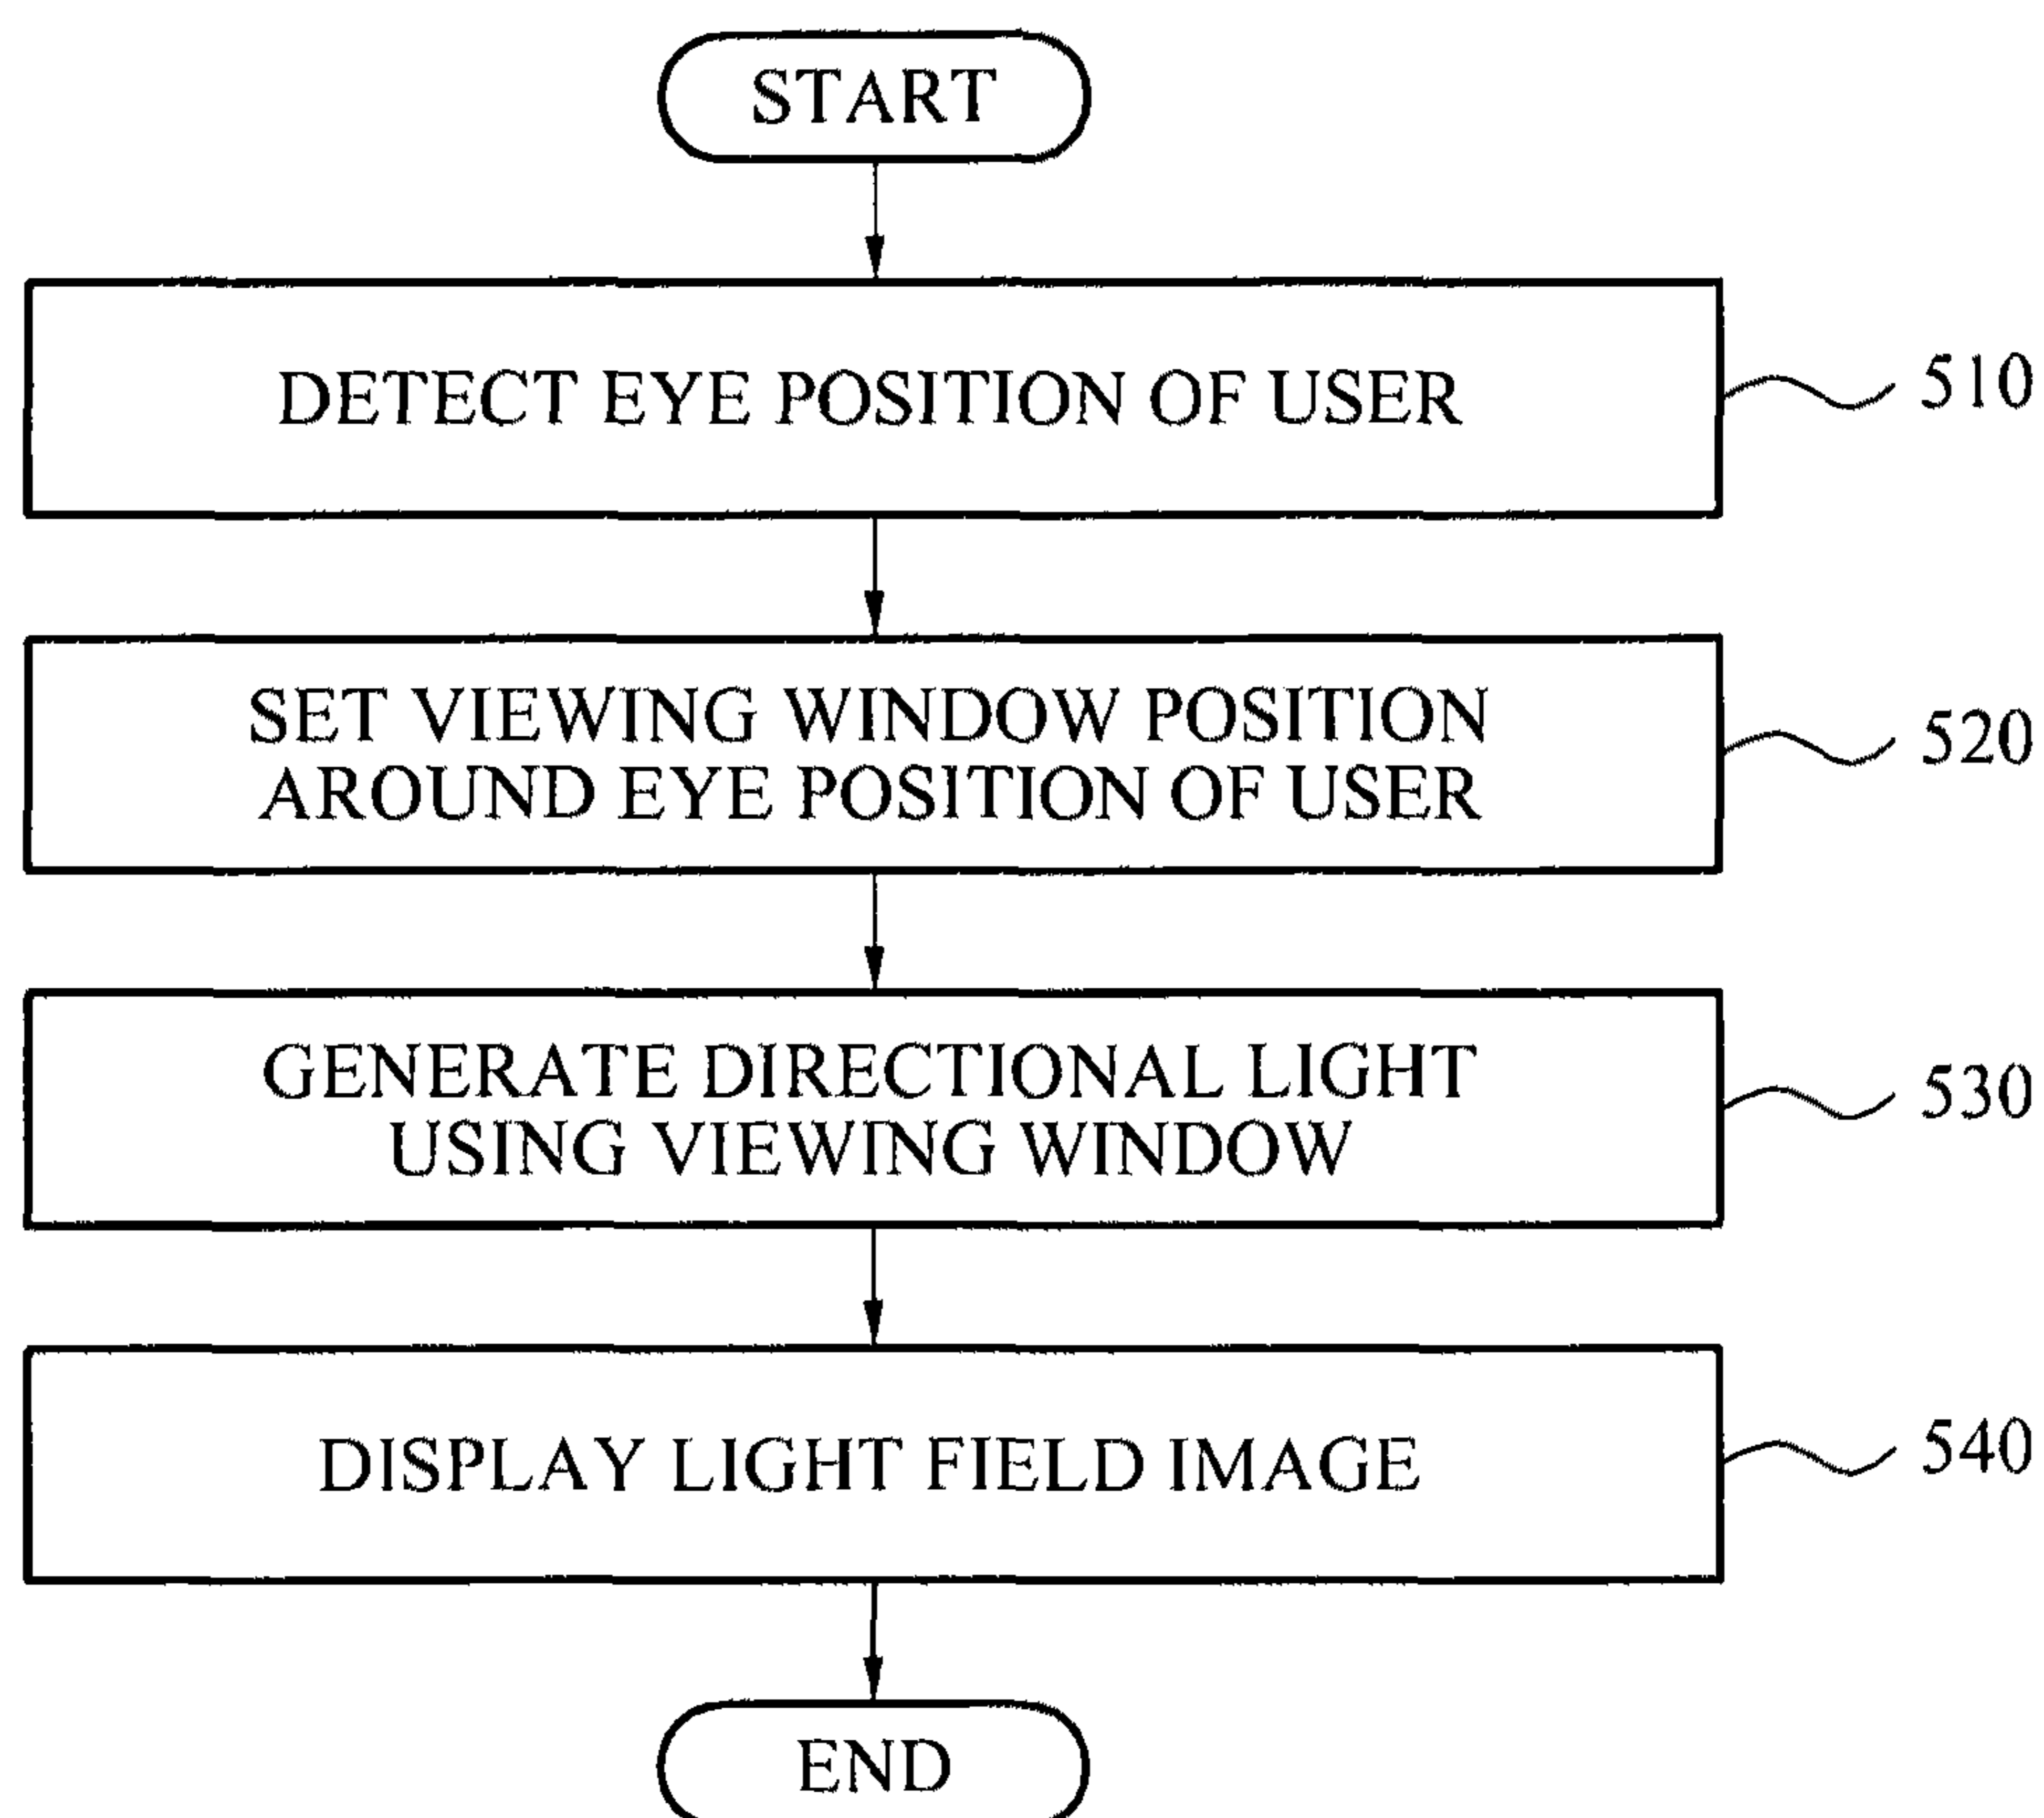 START
DETECT EYE POSITION OF USER
510
SET VIEWING WINDOW POSITION
AROUND EYE POSITION OF USER
520
GENERATE DIRECTIONAL LIGHT
USING VIEWING WINDOW
530
DISPLAY LIGHT FIELD IMAGE
540
END